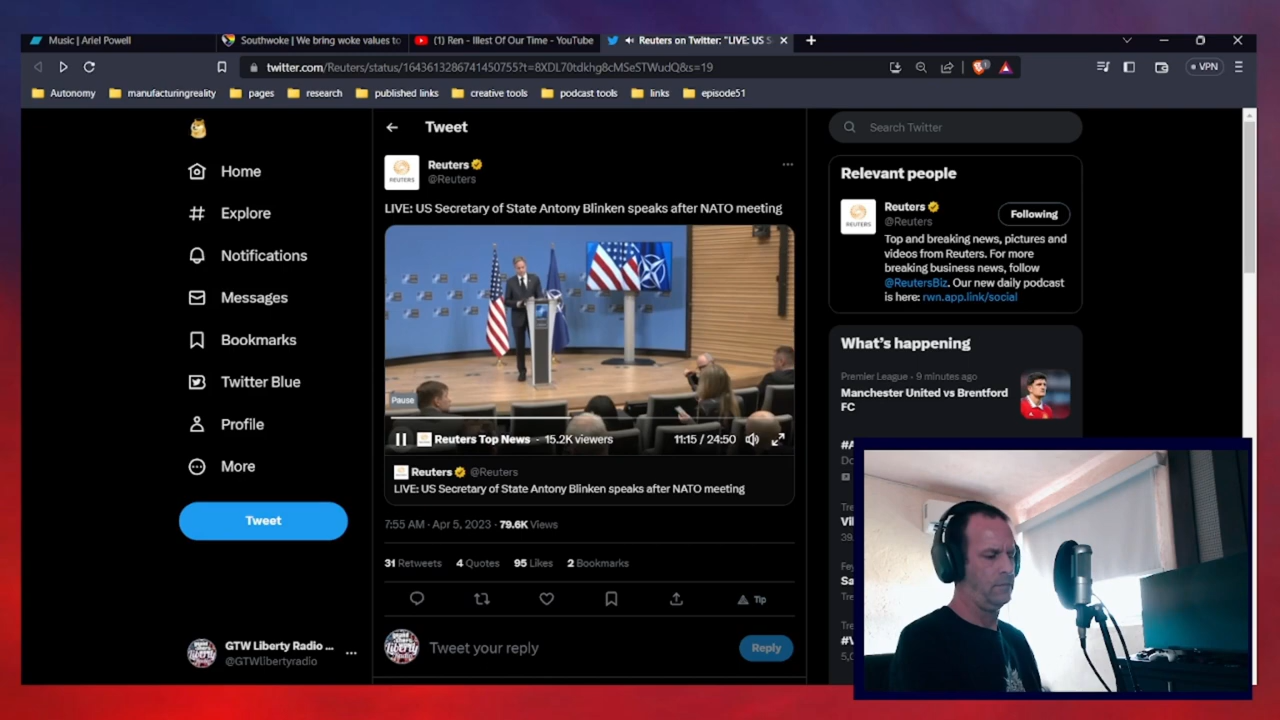 Music | Ariel Powell
Southwoke | We bring woke values to
(1) Ren - Illest Of Our Time - YouTube
Reuters on Twitter: "LIVE: US S
twitter.com/Reuters/status/1643613286741450755?t=8XDL70tdkhg8cMSeSTWudQ&s=19
VPN
Autonomy
manufacturingreality
pages
research
published links
creative tools
podcast tools
links
episode51
Home
Explore
Notifications
Messages
Bookmarks
Twitter Blue
Profile
More
Tweet
GTW Liberty Radio ...
@GTWlibertyradio
Tweet
REUTERS
Reuters
@Reuters
LIVE: US Secretary of State Antony Blinken speaks after NATO meeting
Pause
Reuters Top News - 15.2K viewers
11:15 / 24:50
Reuters @Reuters
LIVE: US Secretary of State Antony Blinken speaks after NATO meeting
7:55 AM · Apr 5, 2023 · 79.6K Views
31 Retweets 4 Quotes 95 Likes 2 Bookmarks
Tip
Tweet your reply
Reply
Search Twitter
Relevant people
REUTERS
Reuters
@Reuters
Following
Top and breaking news, pictures and
videos from Reuters. For more
breaking business news, follow
@ReutersBiz. Our new daily podcast
is here: rwn.app.link/social
What's happening
Premier League · 9 minutes ago
Manchester United vs Brentford
FC